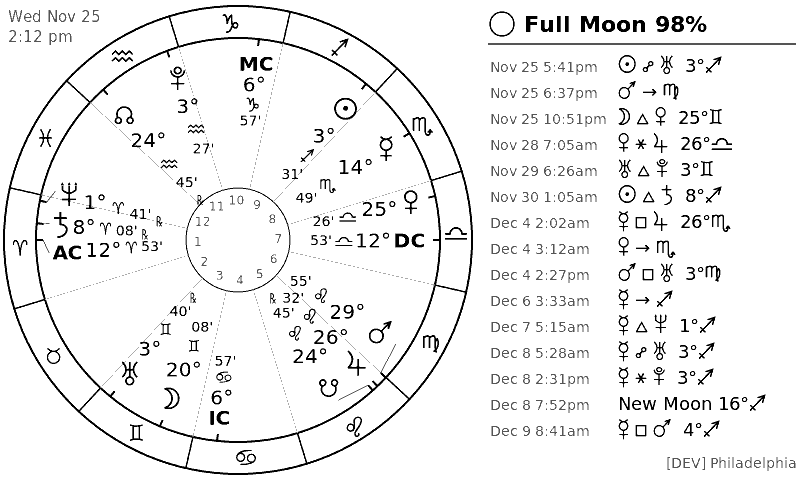 Wed Nov 25
2:12 pm
♑
♐
♒
MC
6°
♑
57'
♇
3°
♒
27'
☉
3°
♐
31'
♏
☿
14°
♏
49'
☊
24°
♒
45'
℞
♓
♆ 1° ♈ 41' ℞
♄ 8° ♈ 08' ℞
AC 12° ♈ 53'
♈
26' ♎ 25° ♀
53' ♎ 12° DC
♎
11 10 9
12 8
1 7
2 6
3 4 5
℞
40'
♊
3°
♅
08'
♊
20°
☽
57'
♋
6°
IC
55'
♌
29°
♂
℞ 32'
♌
26°
♃
45'
♌
24°
☋
♉
♍
♊
♋
♌
Full Moon 98%
Nov 25 5:41pm ☉ ☍ ♅ 3°♐
Nov 25 6:37pm ♂ → ♍
Nov 25 10:51pm ☽ △ ♀ 25°♊
Nov 28 7:05am ♀ ⚹ ♃ 26°♎
Nov 29 6:26am ♅ △ ♇ 3°♊
Nov 30 1:05am ☉ △ ♄ 8°♐
Dec 4 2:02am ☿ □ ♃ 26°♏
Dec 4 3:12am ♀ → ♏
Dec 4 2:27pm ♂ □ ♅ 3°♍
Dec 6 3:33am ☿ → ♐
Dec 7 5:15am ☿ △ ♆ 1°♐
Dec 8 5:28am ☿ ☍ ♅ 3°♐
Dec 8 2:31pm ☿ ⚹ ♇ 3°♐
Dec 8 7:52pm New Moon 16°♐
Dec 9 8:41am ☿ □ ♂ 4°♐
[DEV] Philadelphia